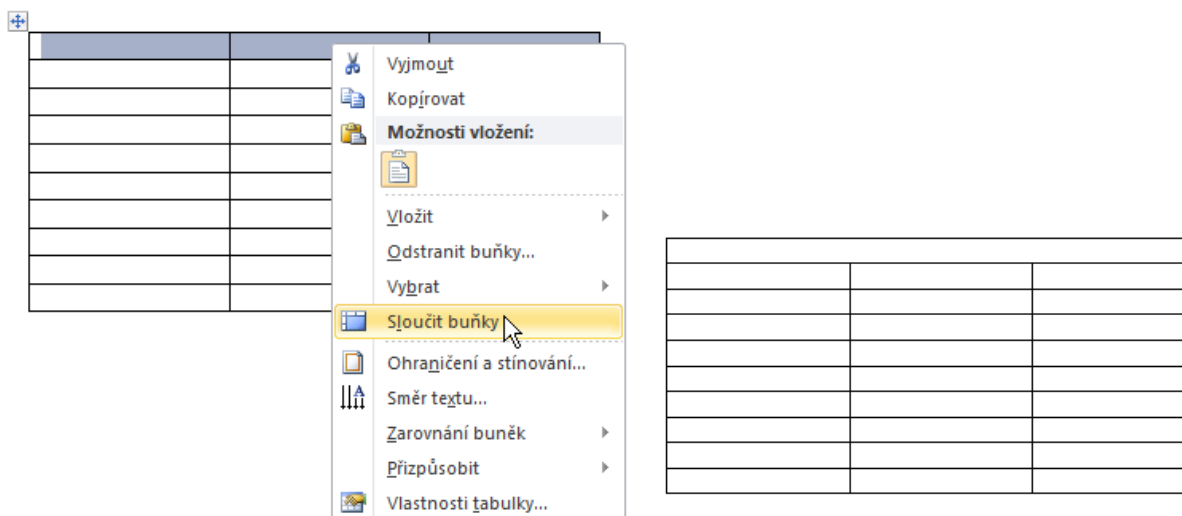 Vyjmout
Kopírovat
Možnosti vložení:
Vložit
Odstranit buňky...
Vybrat
Sloučit buňky
Ohraničení a stínování...
Směr textu...
Zarovnání buněk
Přizpůsobit
Vlastnosti tabulky...